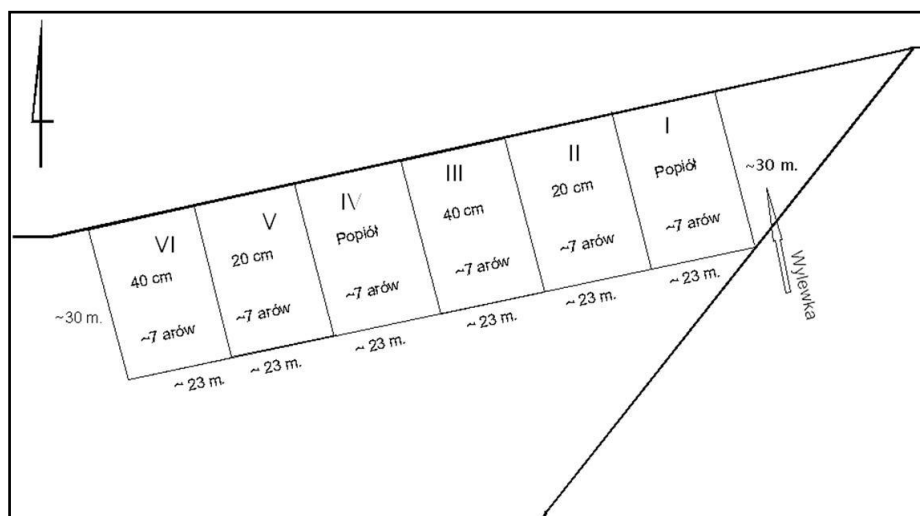 I
Popiół
~7 arów
~30 m.
II
20 cm
~7 arów
III
40 cm
~7 arów
IV
Popiół
~7 arów
V
20 cm
~7 arów
VI
40 cm
~7 arów
~30 m.
~ 23 m.
~ 23 m.
~ 23 m.
~ 23 m.
~ 23 m.
~ 23 m.
Wylewka